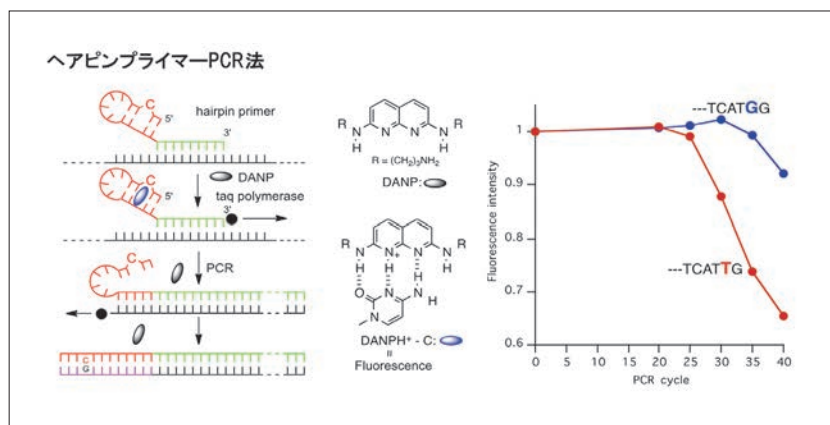 ヘアピンプライマーPCR法
C
5'
hairpin primer
3'
DANP
C
5'
3'
taq polymerase
C
PCR
C
G
R
N
H
N
N
N
H
R
R = (CH₂)₃NH₂
DANP:
R
N
H
N⁺
H
N
H
N
H
R
O
N
N
N
H
DANPH⁺ - C:
=
Fluorescence
Fluorescence intensity
1
0.9
0.8
0.7
0.6
---TCATGG
---TCATTG
0
5
10
15
20
25
30
35
40
PCR cycle